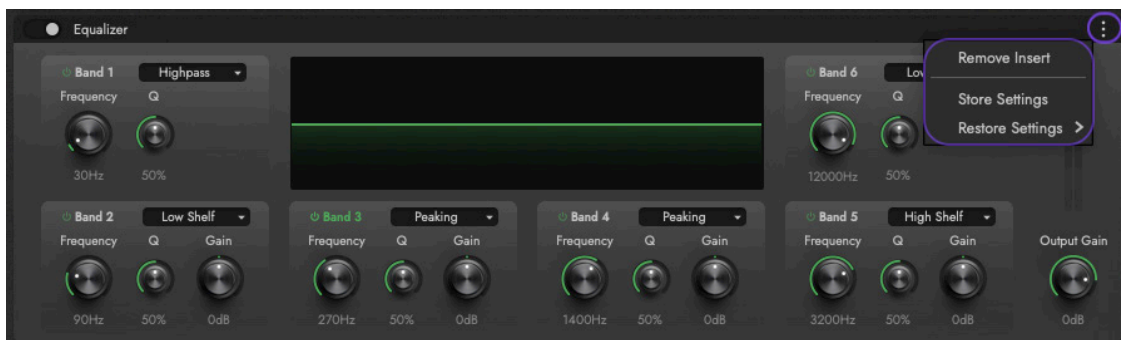 Equalizer
Band 1 Highpass
Frequency Q
30Hz 50%
Band 6
Frequency Q
12000Hz 50%
Remove Insert
Store Settings
Restore Settings
Band 2 Low Shelf
Frequency Q Gain
90Hz 50% 0dB
Band 3 Peaking
Frequency Q Gain
270Hz 50% 0dB
Band 4 Peaking
Frequency Q Gain
1400Hz 50% 0dB
Band 5 High Shelf
Frequency Q Gain
3200Hz 50% 0dB
Output Gain
0dB